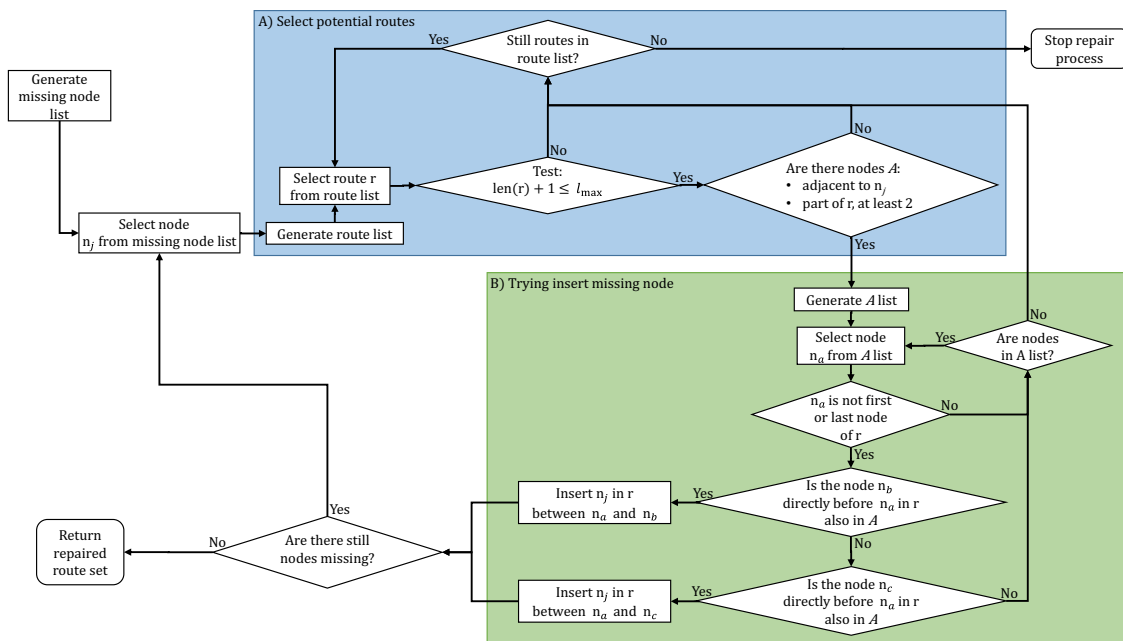 A) Select potential routes
Yes
Still routes in
route list?
No
Stop repair
process
Generate
missing node
list
No
No
Select route r
from route list
Test:
len(r) + 1 ≤ l_max
Yes
Are there nodes A:
• adjacent to n_j
• part of r, at least 2
Select node
n_j from missing node list
Generate route list
Yes
B) Trying insert missing node
Generate A list
No
Select node
n_a from A list
Yes
Are nodes
in A list?
n_a is not first
or last node
of r
No
Yes
Insert n_j in r
between n_a and n_b
Yes
Is the node n_b
directly before n_a in r
also in A
Yes
Return
repaired
route set
No
Are there still
nodes missing?
No
Insert n_j in r
between n_a and n_c
Yes
Is the node n_c
directly before n_a in r
also in A
No